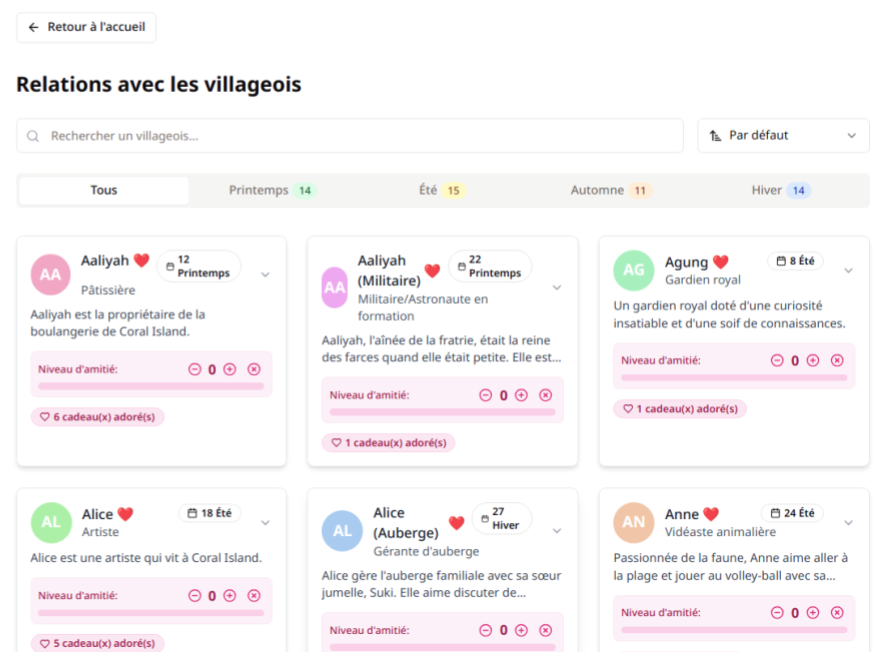 ← Retour à l'accueil
Relations avec les villageois
Rechercher un villageois...
Par défaut
Tous
Printemps 14
Été 15
Automne 11
Hiver 14
AA
Aaliyah ❤️
12
Printemps
Pâtissière
Aaliyah est la propriétaire de la
boulangerie de Coral Island.
Niveau d'amitié: 0
6 cadeau(x) adoré(s)
AA
Aaliyah
(Militaire) ❤️
22
Printemps
Militaire/Astronaute en
formation
Aaliyah, l'aînée de la fratrie, était la reine
des farces quand elle était petite. Elle est...
Niveau d'amitié: 0
1 cadeau(x) adoré(s)
AG
Agung ❤️
8 Été
Gardien royal
Un gardien royal doté d'une curiosité
insatiable et d'une soif de connaissances.
Niveau d'amitié: 0
1 cadeau(x) adoré(s)
AL
Alice ❤️
18 Été
Artiste
Alice est une artiste qui vit à Coral Island.
Niveau d'amitié: 0
5 cadeau(x) adoré(s)
AL
Alice
(Auberge) ❤️
27
Hiver
Gérante d'auberge
Alice gère l'auberge familiale avec sa sœur
jumelle, Suki. Elle aime discuter de...
Niveau d'amitié: 0
AN
Anne ❤️
24 Été
Vidéaste animalière
Passionnée de la faune, Anne aime aller à
la plage et jouer au volley-ball avec sa...
Niveau d'amitié: 0